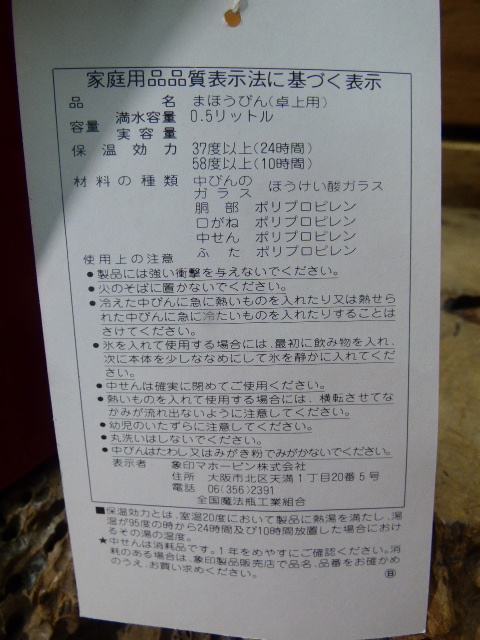 家庭用品品質表示法に基づく表示
品名 まほうびん(卓上用)
容量 満水容量 0.5リットル
実容量
保温効力 37度以上(24時間)
58度以上(10時間)
材料の種類 中びんのガラス ほうけい酸ガラス
胴部 ポリプロピレン
口がね ポリプロピレン
中せん ポリプロピレン
ふた ポリプロピレン
使用上の注意
●製品には強い衝撃を与えないでください。
●火のそばに置かないでください。
●冷えた中びんに急に熱いものを入れたり又は熱せら
れた中びんに急に冷たいものを入れたりすることは
さけてください。
●氷を入れて使用する場合には、最初に飲み物を入れ、
次に本体を少しななめにして氷を静かに入れてくだ
さい。
●中せんは確実に閉めてご使用ください。
●熱いものを入れて使用する場合には、横転させてな
かみが流れ出ないように注意してください。
●幼児のいたずらに注意してください。
●丸洗いはしないでください。
●中びんはたわし又はみがき粉でみがかないでください。
表示者 象印マホービン株式会社
住所 大阪市北区天満1丁目20番5号
電話 06(356)2391
全国魔法瓶工業組合
■保温効力とは、室温20度において製品に熱湯を満たし、湯
温が95度の時から24時間及び10時間放置した場合におけ
るその湯の温度。
★中せんは消耗品です。1年をめやすにご確認ください。消
耗のある場合は、象印製品販売店で品名、品番をお確かめ
のうえ、お買い求めください。